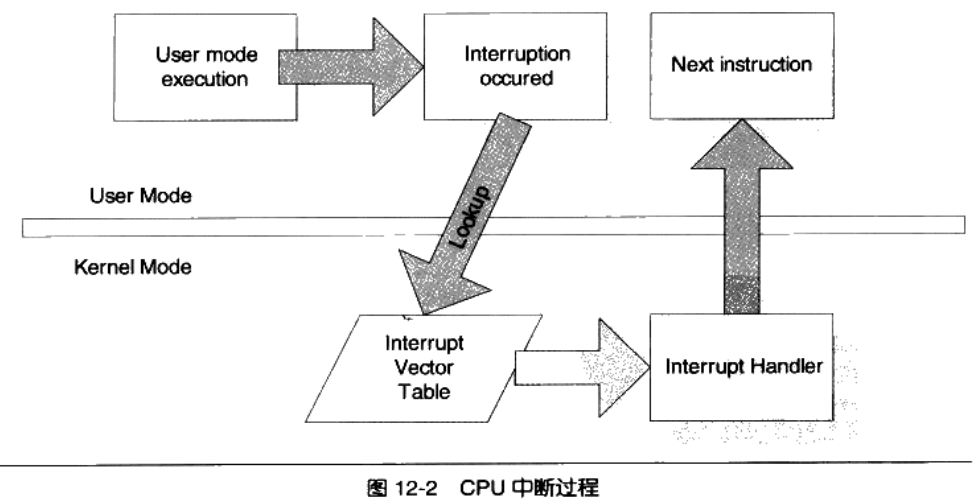 User mode
execution
Interruption
occured
Next instruction
User Mode
Lookup
Kernel Mode
Interrupt
Vector
Table
Interrupt Handler
图 12-2 CPU 中断过程